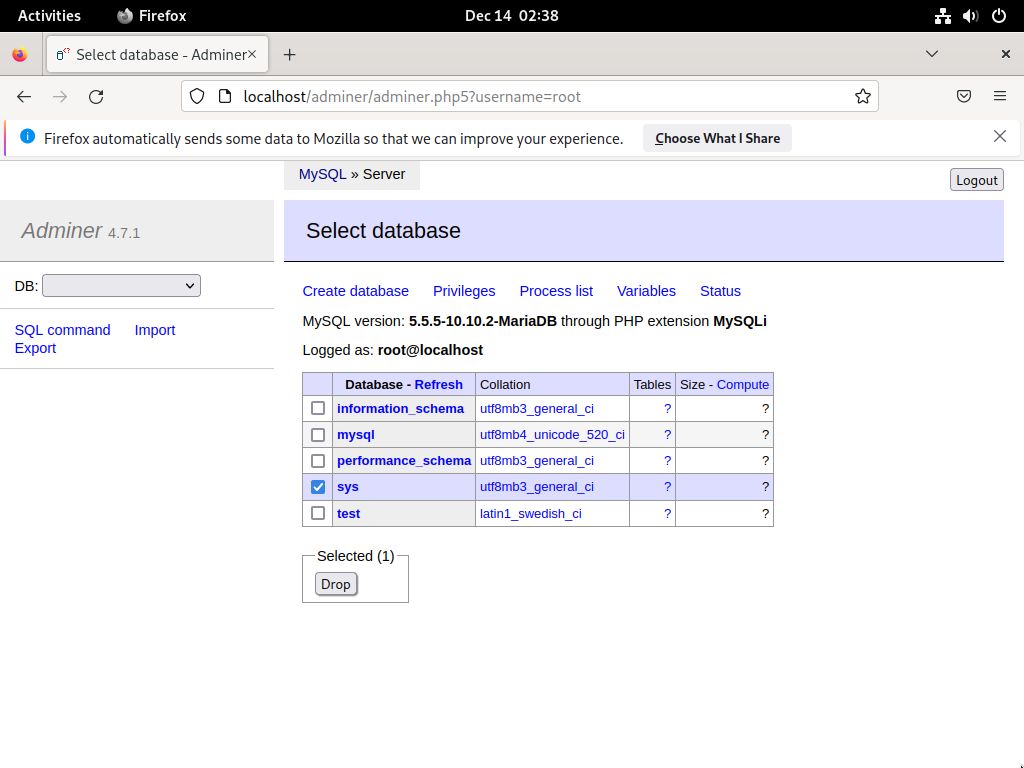 Activities Firefox Dec 14 02:38
Select database - Adminer
localhost/adminer/adminer.php5?username=root
Firefox automatically sends some data to Mozilla so that we can improve your experience. Choose What I Share
MySQL » Server
Logout
Adminer 4.7.1
Select database
DB:
SQL command Import
Export
Create database Privileges Process list Variables Status
MySQL version: 5.5.5-10.10.2-MariaDB through PHP extension MySQLi
Logged as: root@localhost
Database - Refresh Collation Tables Size - Compute
information_schema utf8mb3_general_ci ? ?
mysql utf8mb4_unicode_520_ci ? ?
performance_schema utf8mb3_general_ci ? ?
sys utf8mb3_general_ci ? ?
test latin1_swedish_ci ? ?
Selected (1)
Drop